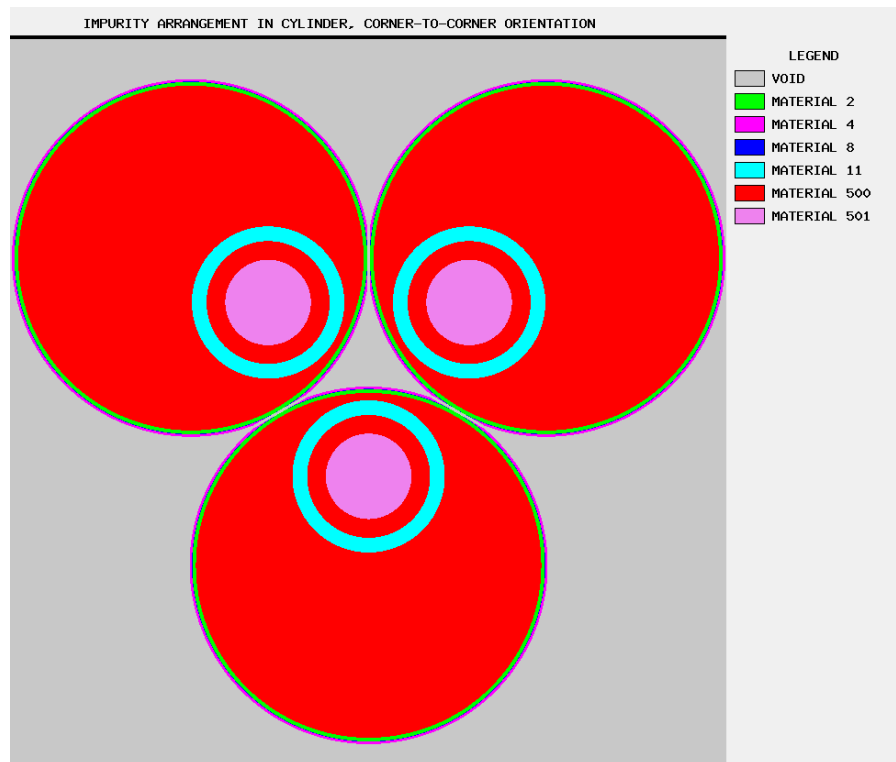 IMPURITY ARRANGEMENT IN CYLINDER, CORNER-TO-CORNER ORIENTATION
LEGEND
VOID
MATERIAL 2
MATERIAL 4
MATERIAL 8
MATERIAL 11
MATERIAL 500
MATERIAL 501